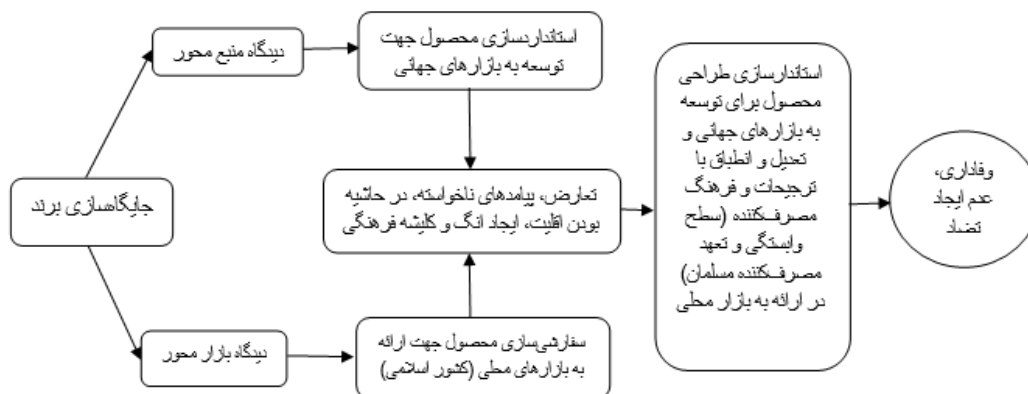 جایگاه‌سازی برند
دیدگاه منبع محور
استانداردسازی محصول جهت
توسعه به بازارهای جهانی
تعارض، پیامدهای ناخواسته، در حاشیه
بودن اقلیت، ایجاد انگ و کلیشه فرهنگی
دیدگاه بازار محور
سفارشی‌سازی محصول جهت ارائه
به بازارهای محلی (کشور اسلامی)
استاندارسازی طراحی
محصول برای توسعه
به بازارهای جهانی و
تعدیل و انطباق با
ترجیحات و فرهنگ
مصرف‌کننده (سطح
وابستگی و تعهد
مصرف‌کننده مسلمان)
در ارائه به بازار محلی
وفاداری،
عدم ایجاد
تضاد